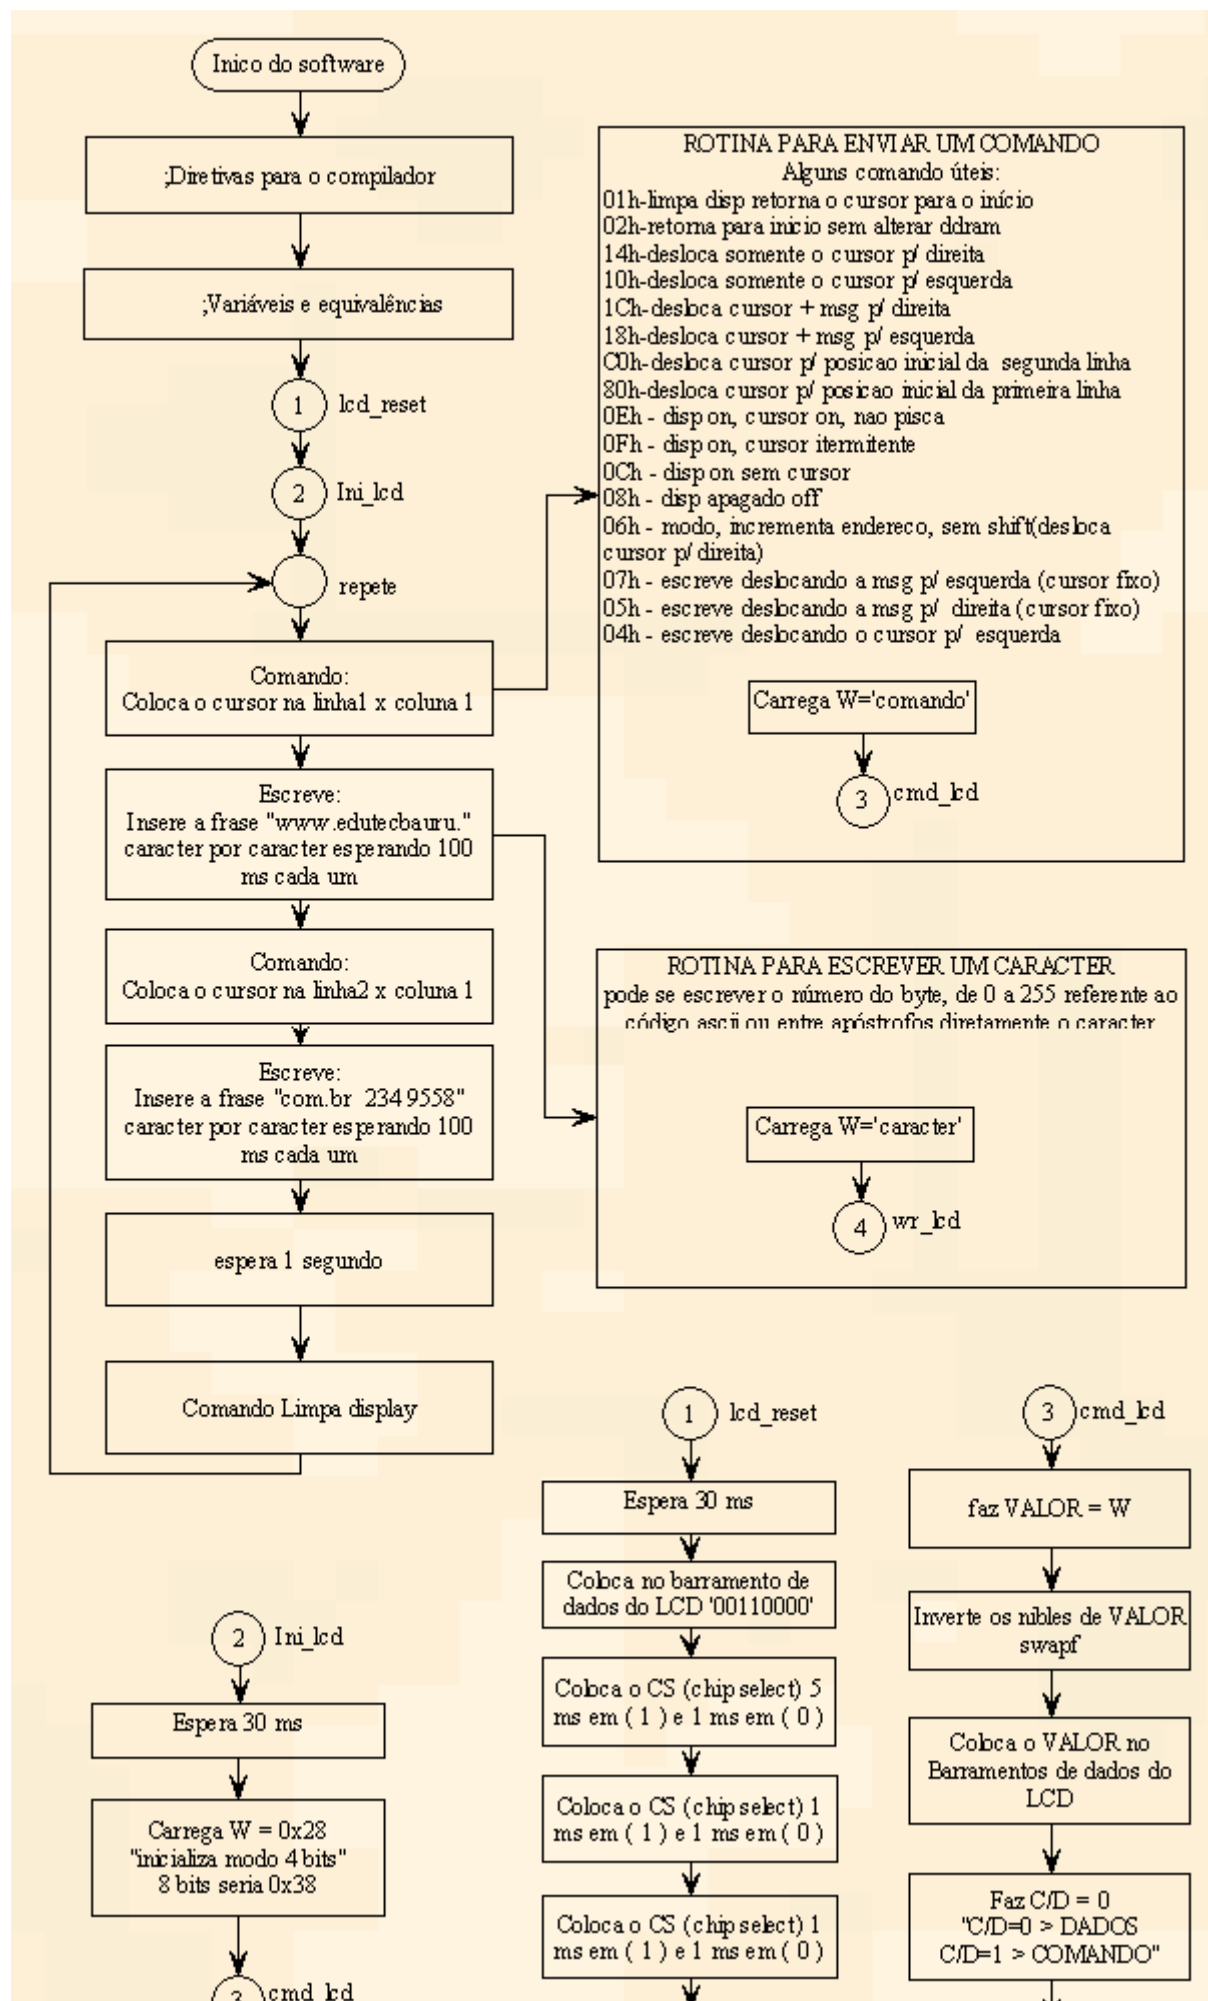 Inico do software
;Diretivas para o compilador
;Variáveis e equivalências
1 lcd_reset
2 Ini_lcd
repete
Comando:
Coloca o cursor na linha1 x coluna 1
Escreve:
Insere a frase "www.edutecbauru."
caracter por caracter esperando 100
ms cada um
Comando:
Coloca o cursor na linha2 x coluna 1
Escreve:
Insere a frase "com.br 2349558"
caracter por caracter esperando 100
ms cada um
espera 1 segundo
Comando Limpa display
ROTINA PARA ENVIAR UM COMANDO
Alguns comando úteis:
01h-limpa disp retorna o cursor para o início
02h-retorna para inicio sem alterar ddram
14h-desloca somente o cursor p/ direita
10h-desloca somente o cursor p/ esquerda
1Ch-desloca cursor + msg p/ direita
18h-desloca cursor + msg p/ esquerda
C0h-desloca cursor p/ posicao inicial da segunda linha
80h-desloca cursor p/ posicao inicial da primeira linha
0Eh - disp on, cursor on, nao pisca
0Fh - disp on, cursor itermitente
0Ch - disp on sem cursor
08h - disp apagado off
06h - modo, incrementa endereco, sem shift(desloca
cursor p/ direita)
07h - escreve deslocando a msg p/ esquerda (cursor fixo)
05h - escreve deslocando a msg p/ direita (cursor fixo)
04h - escreve deslocando o cursor p/ esquerda
Carrega W='comando'
3 cmd_lcd
ROTINA PARA ESCREVER UM CARACTER
pode se escrever o número do byte, de 0 a 255 referente ao
código ascii ou entre apóstrofos diretamente o caracter
Carrega W='caracter'
4 wr_lcd
2 Ini_lcd
Espera 30 ms
Carrega W = 0x28
"inicializa modo 4 bits"
8 bits seria 0x38
3 cmd_lcd
1 lcd_reset
Espera 30 ms
Coloca no barramento de
dados do LCD '00110000'
Coloca o CS (chip select) 5
ms em ( 1 ) e 1 ms em ( 0 )
Coloca o CS (chip select) 1
ms em ( 1 ) e 1 ms em ( 0 )
Coloca o CS (chip select) 1
ms em ( 1 ) e 1 ms em ( 0 )
3 cmd_lcd
faz VALOR = W
Inverte os nibles de VALOR
swapf
Coloca o VALOR no
Barramentos de dados do
LCD
Faz C/D = 0
"C/D=0 > DADOS
C/D=1 > COMANDO"